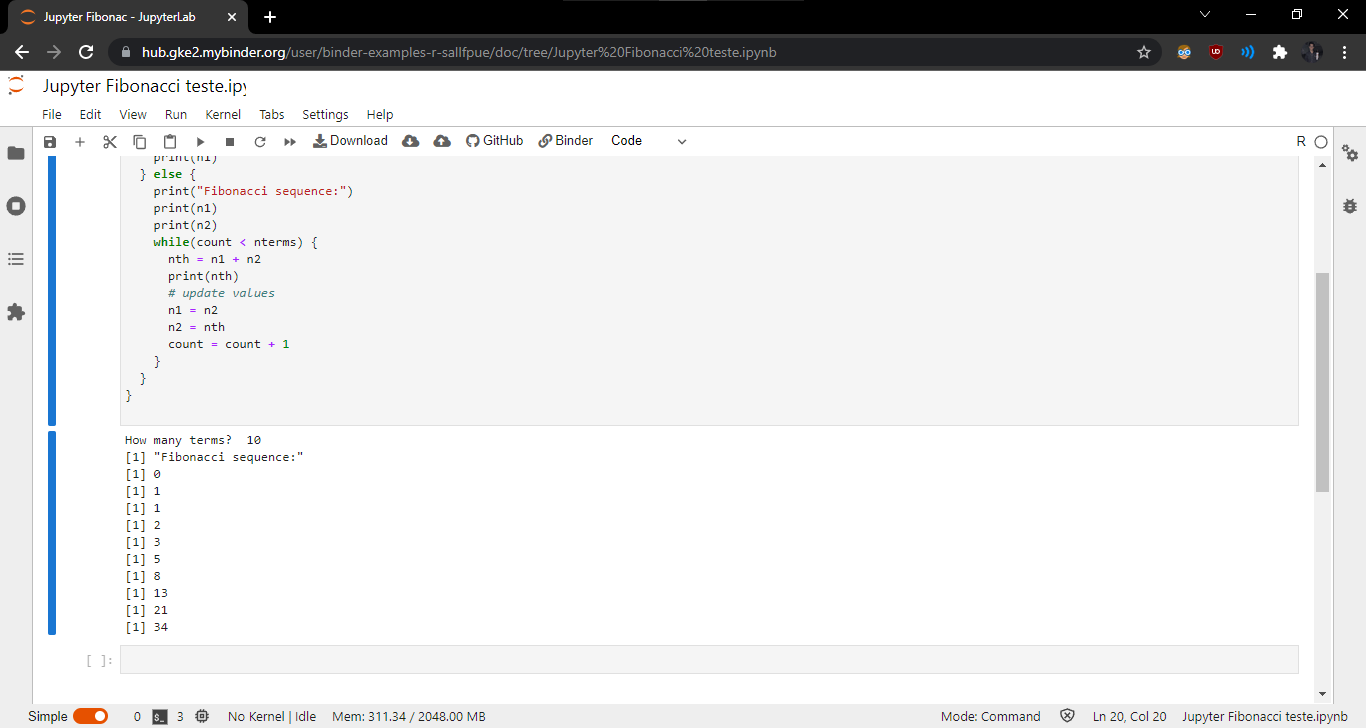 Jupyter Fibonac - JupyterLab
hub.gke2.mybinder.org/user/binder-examples-r-sallfpue/doc/tree/Jupyter%20Fibonacci%20teste.ipynb
Jupyter Fibonacci teste.ipy
File Edit View Run Kernel Tabs Settings Help
Download GitHub Binder Code R
print(n1)
} else {
print("Fibonacci sequence:")
print(n1)
print(n2)
while(count < nterms) {
nth = n1 + n2
print(nth)
# update values
n1 = n2
n2 = nth
count = count + 1
}
}
}
How many terms?  10
[1] "Fibonacci sequence:"
[1] 0
[1] 1
[1] 1
[1] 2
[1] 3
[1] 5
[1] 8
[1] 13
[1] 21
[1] 34
[ ]:
Simple 0 $_ 3 No Kernel | Idle Mem: 311.34 / 2048.00 MB Mode: Command Ln 20, Col 20 Jupyter Fibonacci teste.ipynb